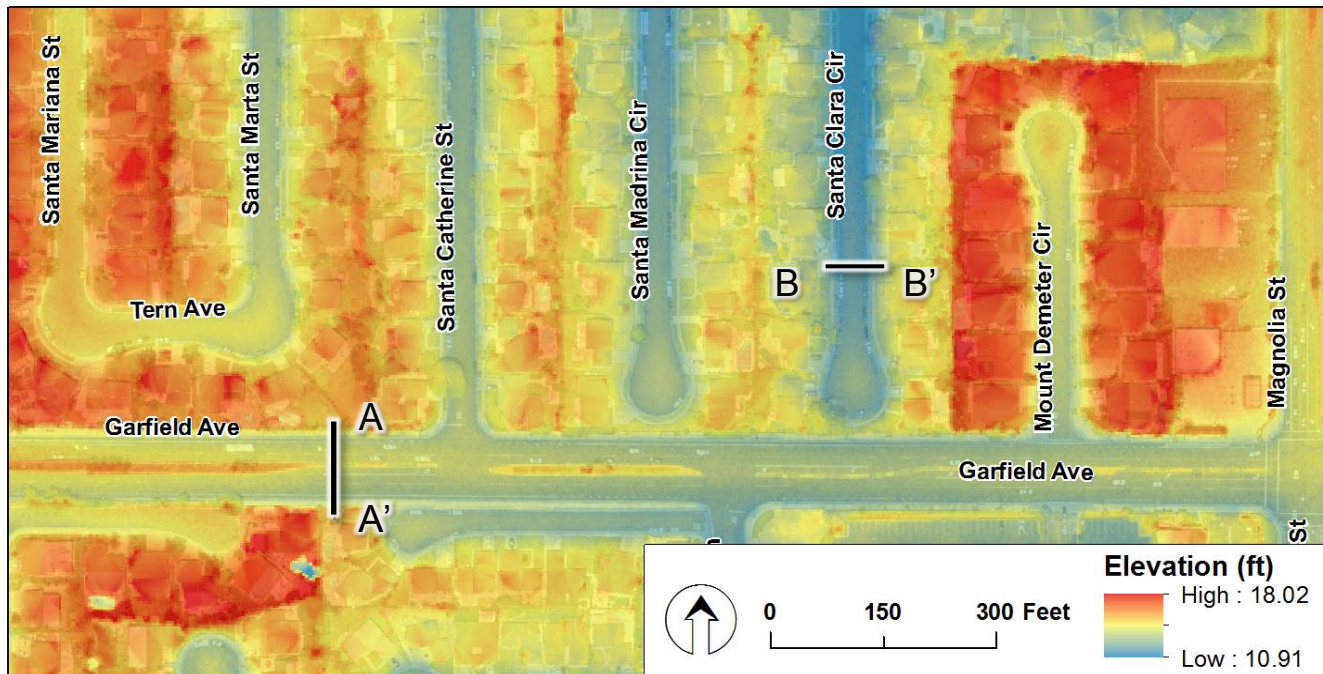 Santa Mariana St
Santa Marta St
Santa Catherine St
Santa Madrina Cir
Santa Clara Cir
Mount Demeter Cir
Magnolia St
Tern Ave
B
B'
Garfield Ave
A
A'
Garfield Ave
St
Elevation (ft)
High : 18.02
Low : 10.91
0 150 300 Feet